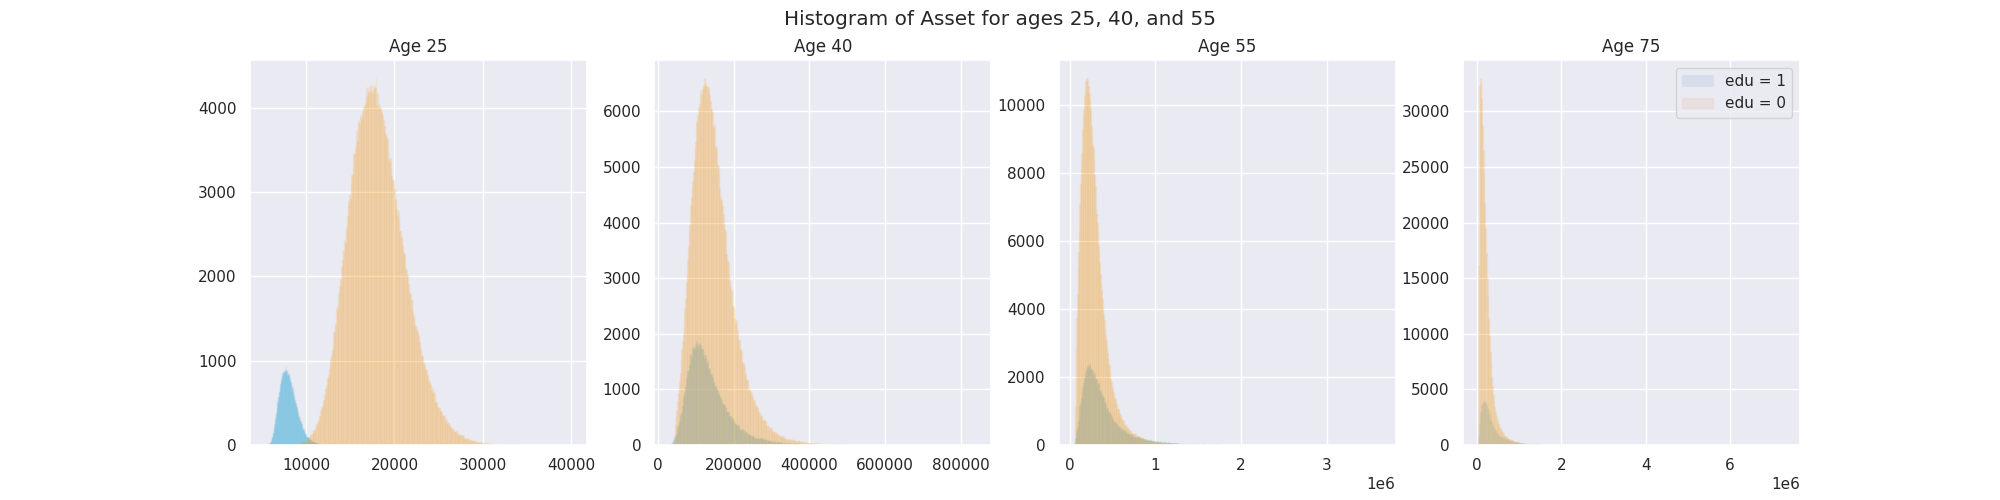 Histogram of Asset for ages 25, 40, and 55
Age 25
4000
3000
2000
1000
0
10000 20000 30000 40000
Age 40
6000
5000
4000
3000
2000
1000
0
0 200000 400000 600000 800000
Age 55
10000
8000
6000
4000
2000
0
0 1 2 3
1e6
Age 75
30000
25000
20000
15000
10000
5000
0
0 2 4 6
1e6
edu = 1
edu = 0